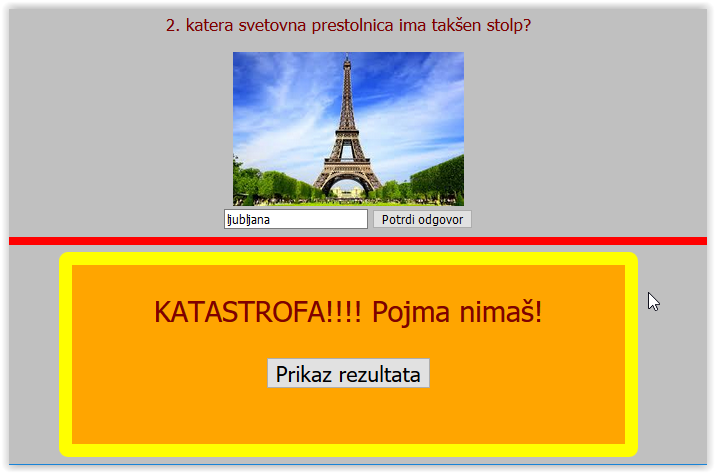 2. katera svetovna prestolnica ima takšen stolp?
ljubljana
Potrdi odgovor
KATASTROFA!!!! Pojma nimaš!
Prikaz rezultata